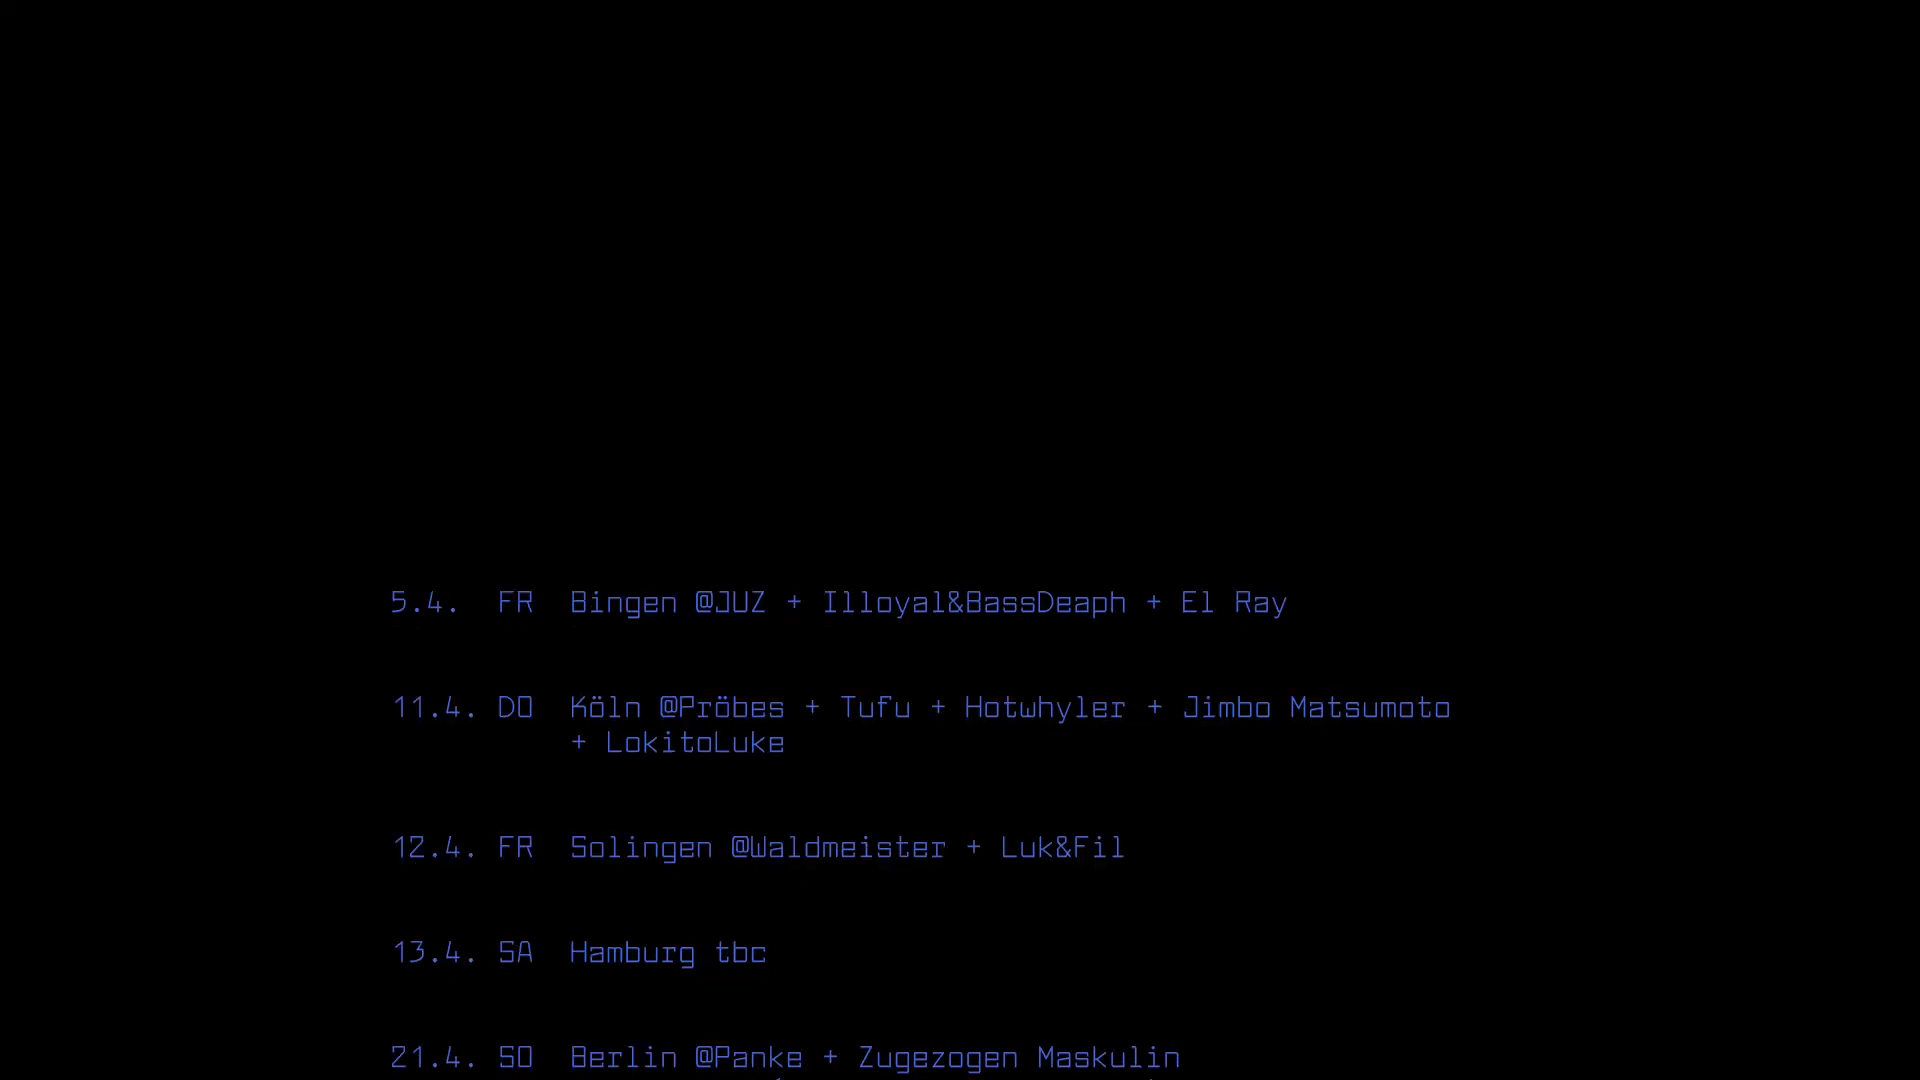 5.4. FR Bingen @JUZ + Illoyal&BassDeaph + El Ray
11.4. DO Köln @Pröbes + Tufu + Hotwhyler + Jimbo Matsumoto
+ LokitoLuke
12.4. FR Solingen @Waldmeister + Luk&Fil
13.4. SA Hamburg tbc
21.4. SO Berlin @Panke + Zugezogen Maskulin